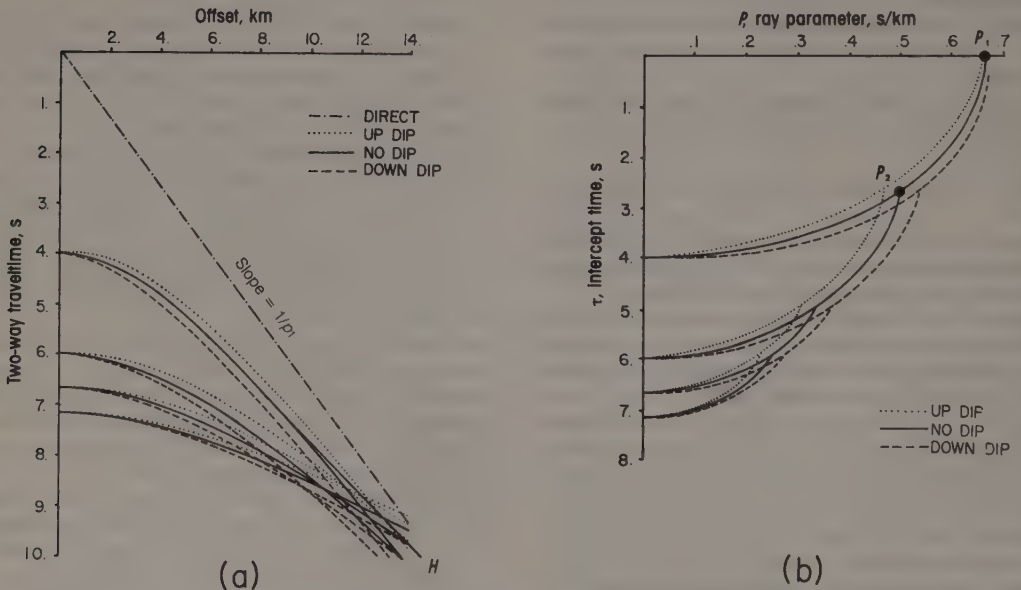 Offset, km
2. 4. 6. 8. 10. 12. 14.
Two-way traveltime, s
1.
2.
3.
4.
5.
6.
7.
8.
9.
10.
DIRECT
UP DIP
NO DIP
DOWN DIP
Slope = 1/p1
H
(a)
P, ray parameter, s/km
.1 .2 .3 .4 .5 .6 P1 .7
τ, intercept time, s
1.
2.
3.
4.
5.
6.
7.
8.
P2
UP DIP
NO DIP
DOWN DIP
(b)